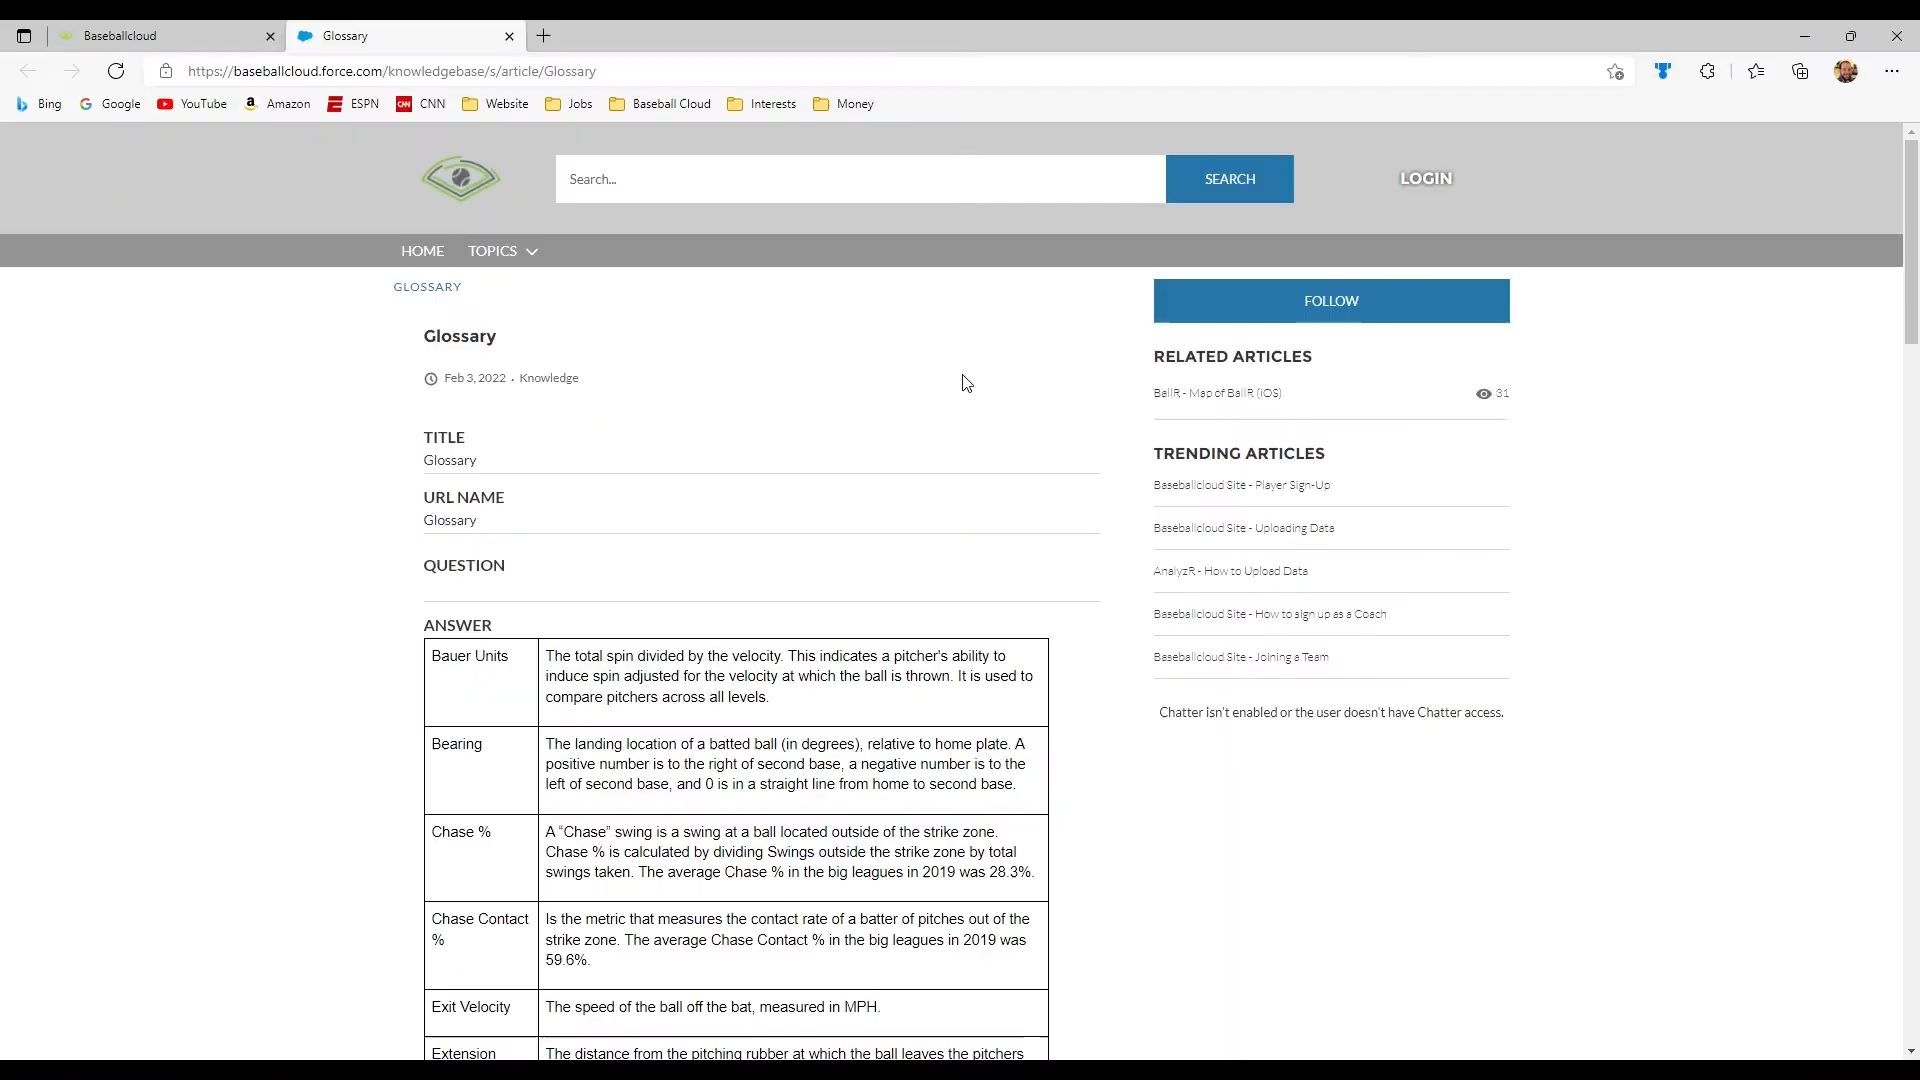 Baseballcloud
Glossary
https://baseballcloud.force.com/knowledgebase/s/article/Glossary
Bing
Google
YouTube
Amazon
ESPN
CNN
Website
Jobs
Baseball Cloud
Interests
Money
Search...
SEARCH
LOGIN
HOME
TOPICS
GLOSSARY
Glossary
Feb 3, 2022 • Knowledge
TITLE
Glossary
URL NAME
Glossary
QUESTION
ANSWER
Bauer Units
The total spin divided by the velocity. This indicates a pitcher's ability to
induce spin adjusted for the velocity at which the ball is thrown. It is used to
compare pitchers across all levels.
Bearing
The landing location of a batted ball (in degrees), relative to home plate. A
positive number is to the right of second base, a negative number is to the
left of second base, and 0 is in a straight line from home to second base.
Chase %
A “Chase” swing is a swing at a ball located outside of the strike zone.
Chase % is calculated by dividing Swings outside the strike zone by total
swings taken. The average Chase % in the big leagues in 2019 was 28.3%.
Chase Contact
%
Is the metric that measures the contact rate of a batter of pitches out of the
strike zone. The average Chase Contact % in the big leagues in 2019 was
59.6%.
Exit Velocity
The speed of the ball off the bat, measured in MPH.
Extension
The distance from the pitching rubber at which the ball leaves the pitchers
FOLLOW
RELATED ARTICLES
BallR - Map of BallR (iOS)
31
TRENDING ARTICLES
Baseballcloud Site - Player Sign-Up
Baseballcloud Site - Uploading Data
AnalyzR - How to Upload Data
Baseballcloud Site - How to sign up as a Coach
Baseballcloud Site - Joining a Team
Chatter isn't enabled or the user doesn't have Chatter access.